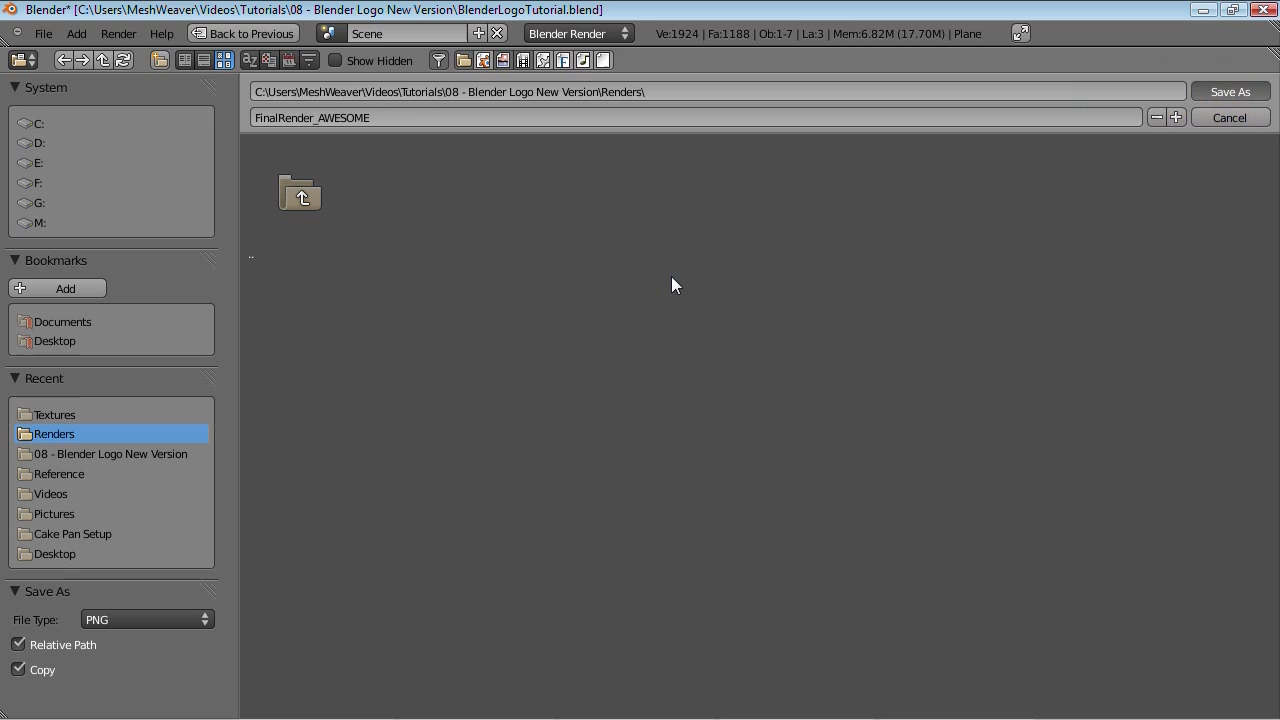 Blender* [C:\Users\MeshWeaver\Videos\Tutorials\08 - Blender Logo New Version\BlenderLogoTutorial.blend]
File Add Render Help Back to Previous Scene Blender Render Ve:1924 | Fa:1188 | Ob:1-7 | La:3 | Mem:6.82M (17.70M) | Plane
Show Hidden
System
C:
D:
E:
F:
G:
M:
Bookmarks
Add
Documents
Desktop
Recent
Textures
Renders
08 - Blender Logo New Version
Reference
Videos
Pictures
Cake Pan Setup
Desktop
Save As
File Type: PNG
Relative Path
Copy
C:\Users\MeshWeaver\Videos\Tutorials\08 - Blender Logo New Version\Renders\ Save As
FinalRender_AWESOME Cancel
..